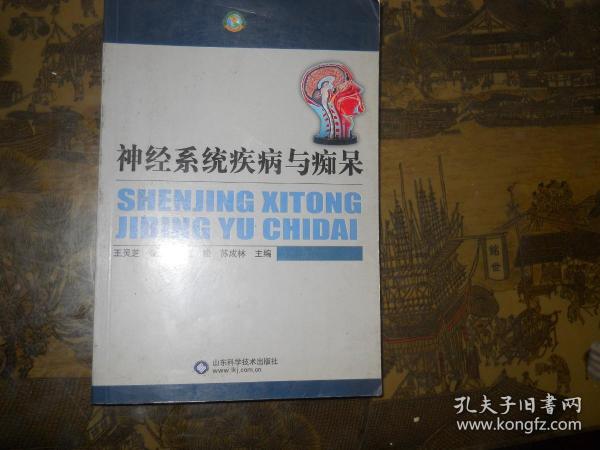 神经系统疾病与痴呆
SHENJING XITONG
JIBING YU CHIDAI
王灵芝 苏成林 主编
山东科学技术出版社
www.lkj.com.cn
铭世
孔夫子旧书网
www.kongfz.com